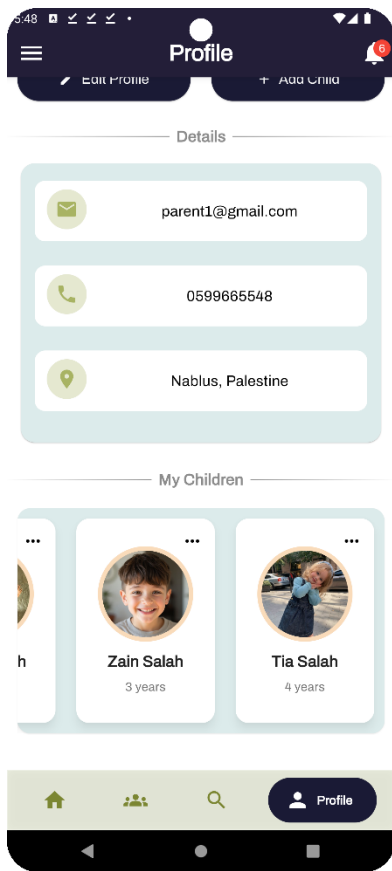 5:48
Profile
6
Edit Profile
+ Add Child
Details
parent1@gmail.com
0599665548
Nablus, Palestine
My Children
h
Zain Salah
Tia Salah
3 years
4 years
Profile